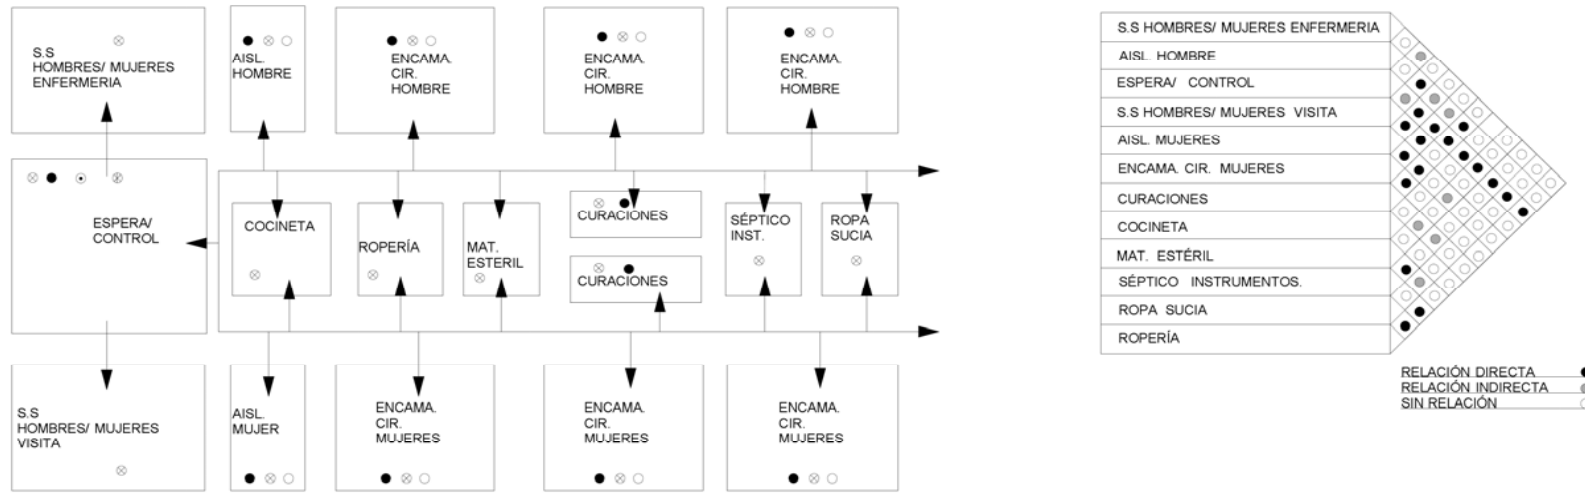 S.S
HOMBRES/ MUJERES
ENFERMERIA
AISL.
HOMBRE
ENCAMA.
CIR.
HOMBRE
ENCAMA.
CIR.
HOMBRE
ENCAMA.
CIR.
HOMBRE
ESPERA/
CONTROL
COCINETA
ROPERÍA
MAT.
ESTERIL
CURACIONES
CURACIONES
SÉPTICO
INST.
ROPA
SUCIA
S.S
HOMBRES/ MUJERES
VISITA
AISL.
MUJER
ENCAMA.
CIR.
MUJERES
ENCAMA.
CIR.
MUJERES
ENCAMA.
CIR.
MUJERES
S.S HOMBRES/ MUJERES ENFERMERIA
AISL. HOMBRE
ESPERA/ CONTROL
S.S HOMBRES/ MUJERES VISITA
AISL. MUJERES
ENCAMA. CIR. MUJERES
CURACIONES
COCINETA
MAT. ESTÉRIL
SÉPTICO INSTRUMENTOS.
ROPA SUCIA
ROPERÍA
RELACIÓN DIRECTA
RELACIÓN INDIRECTA
SIN RELACIÓN